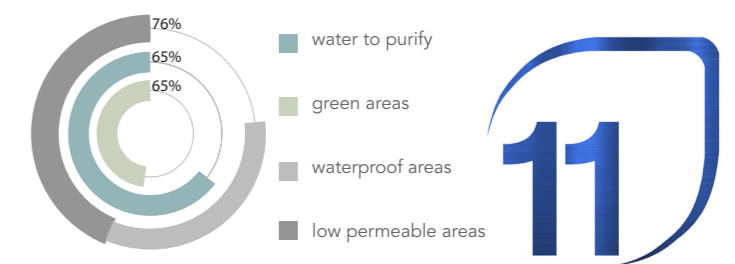 76%
65%
65%
water to purify
green areas
waterproof areas
low permeable areas
11